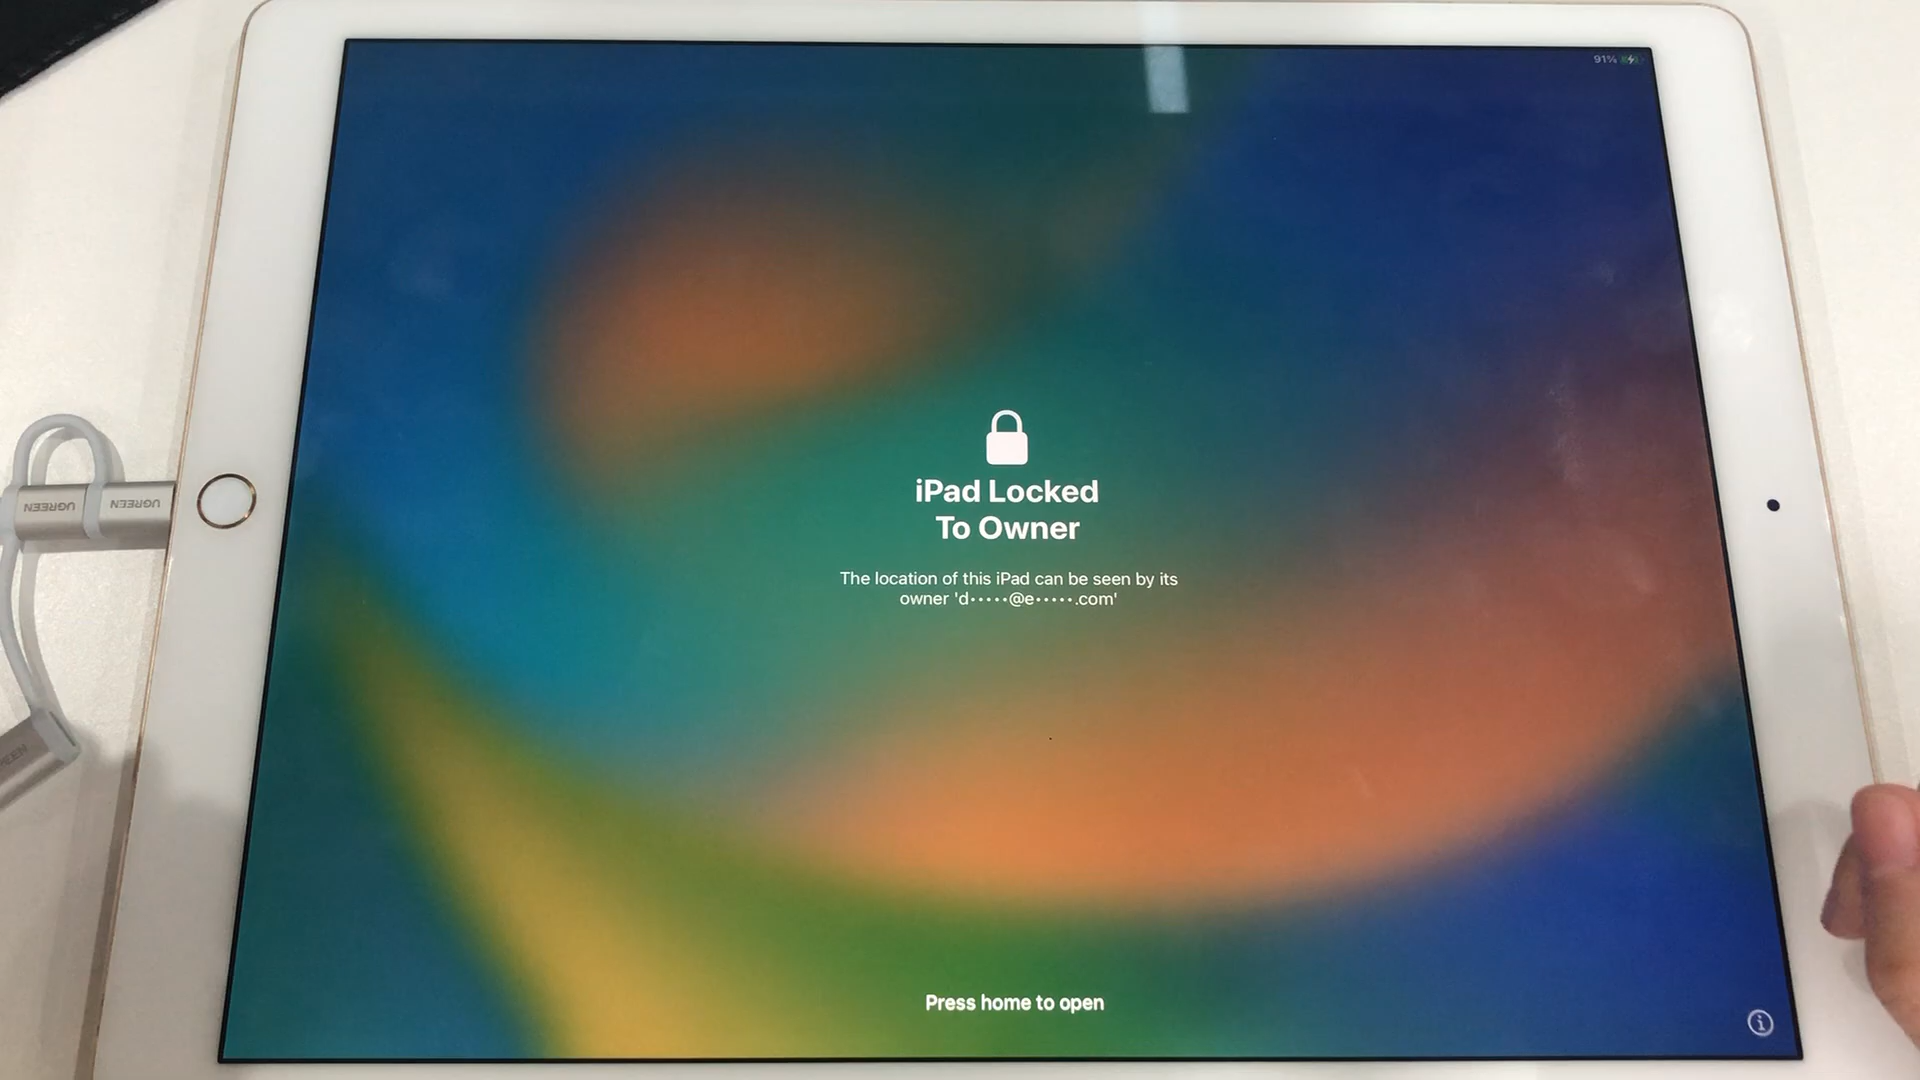 91%
iPad Locked
To Owner
The location of this iPad can be seen by its
owner 'd•••••@e•••••.com'
UGREEN
UGREEN
Press home to open